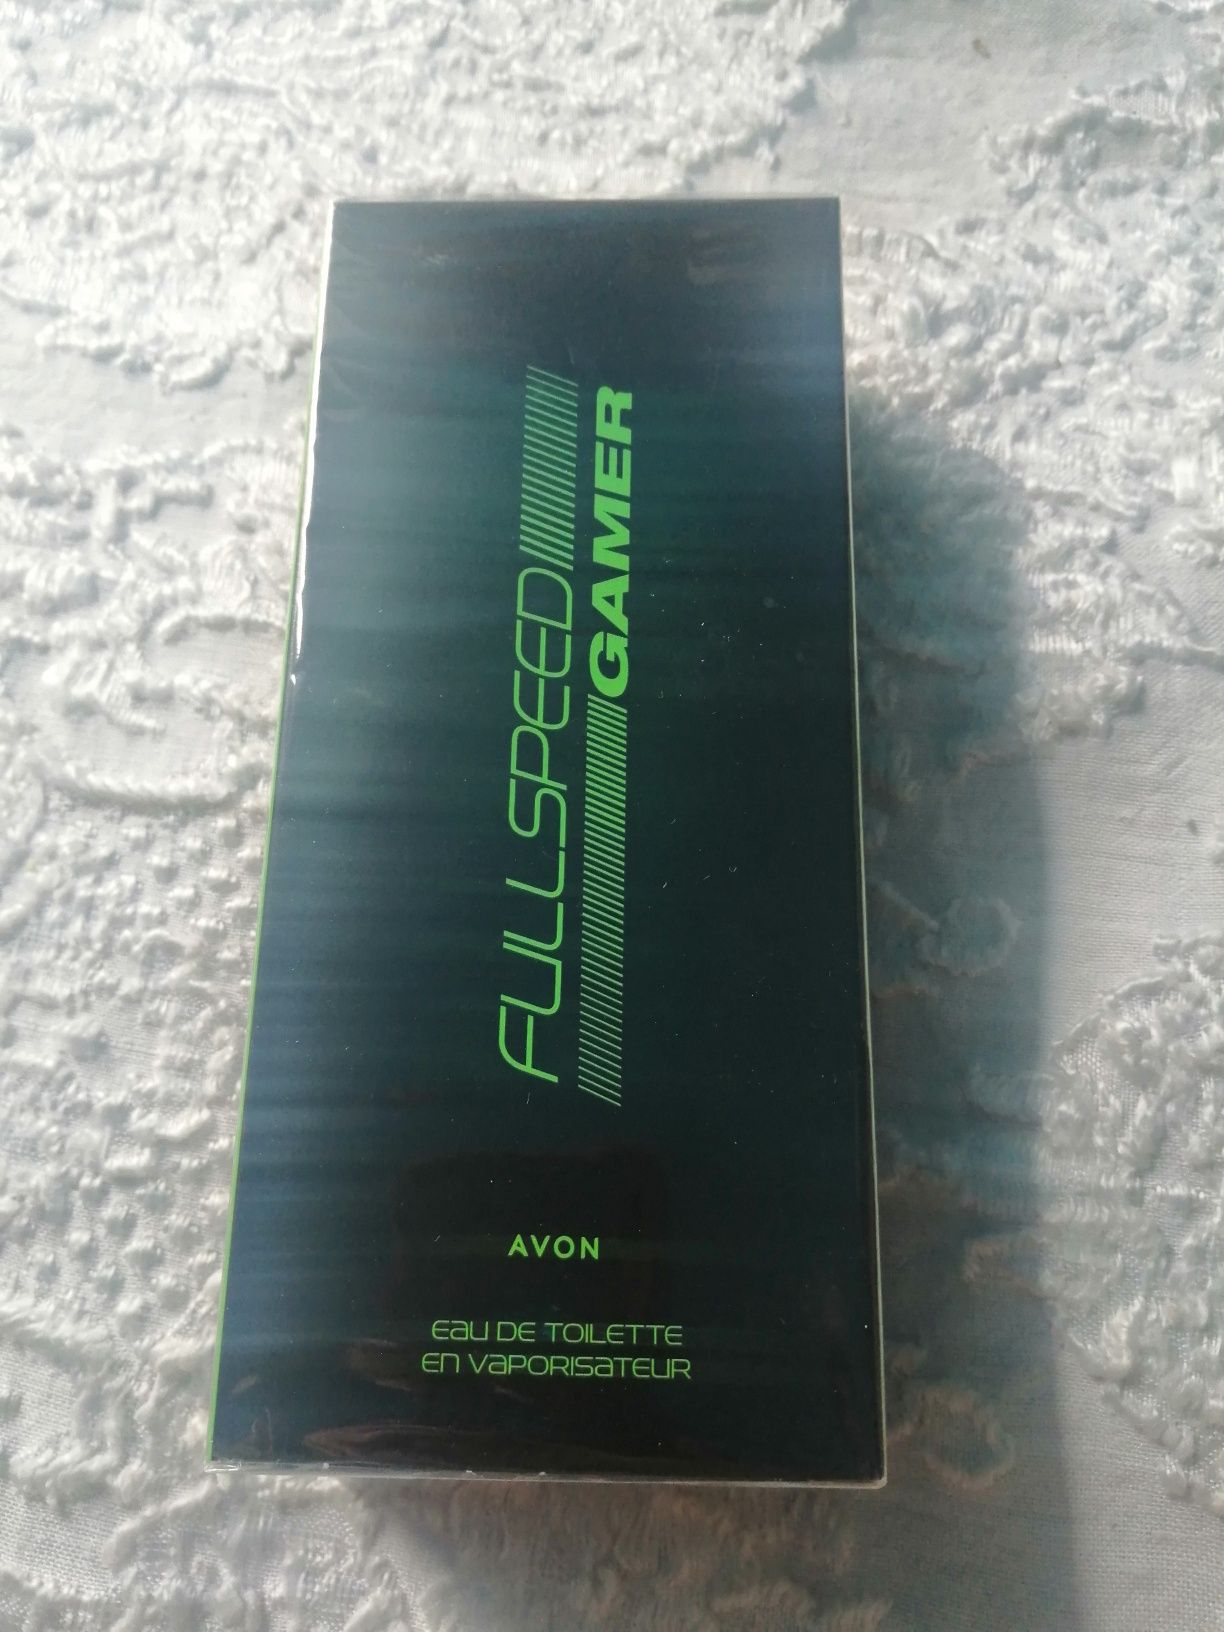 FULLSPEED
GAMER
AVON
EAU DE TOILETTE
EN VAPORISATEUR